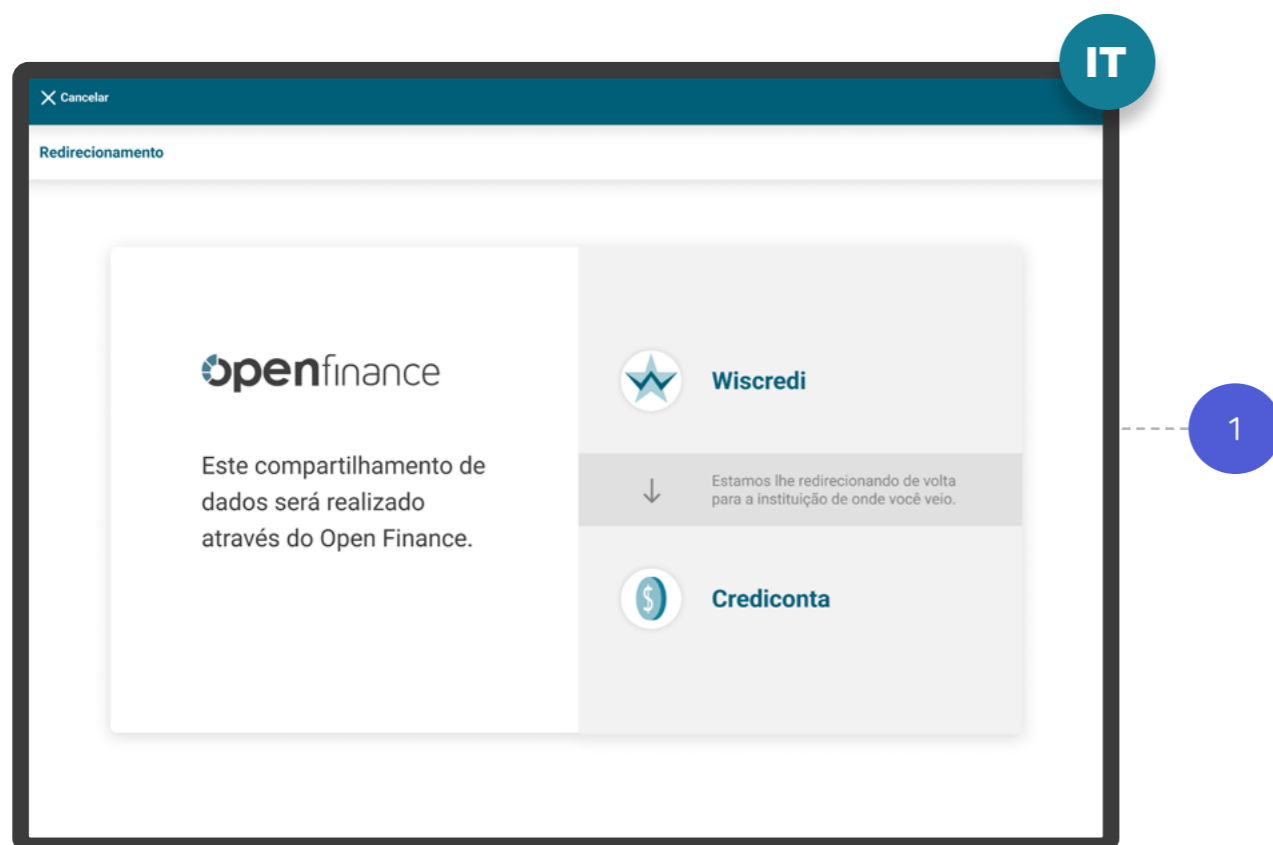 IT
Cancelar
Redirecionamento
openfinance
Este compartilhamento de
dados será realizado
através do Open Finance.
Wiscredi
Estamos lhe redirecionando de volta
para a instituição de onde você veio.
$
Crediconta
1